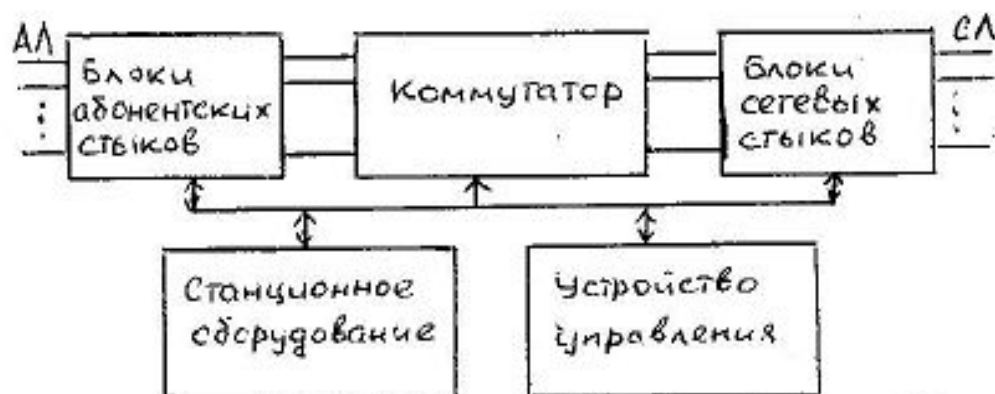 АЛ
Блоки
абонентских
стыков
Коммутатор
Блоки
сетевых
стыков
СЛ
Станционное
оборудование
Устройство
управления